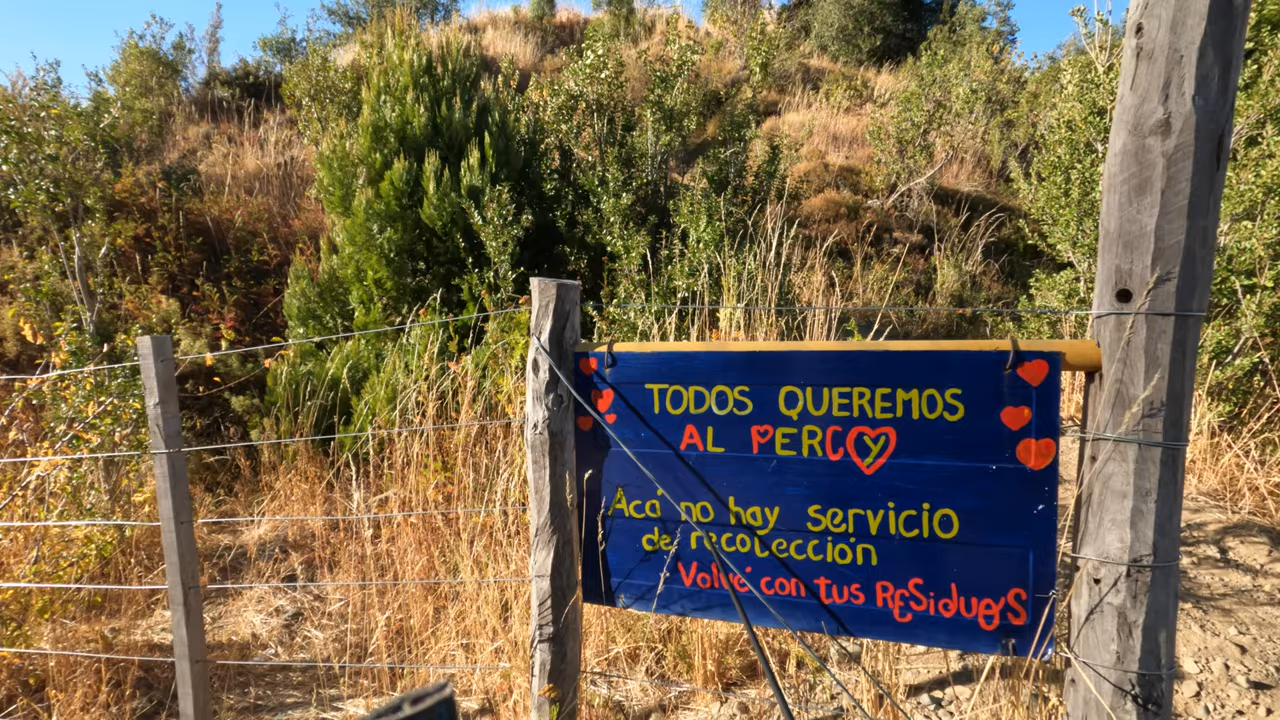 TODOS QUEREMOS
AL PERCY
Acá no hay servicio
de recolección
Volvé con tus RESiduos